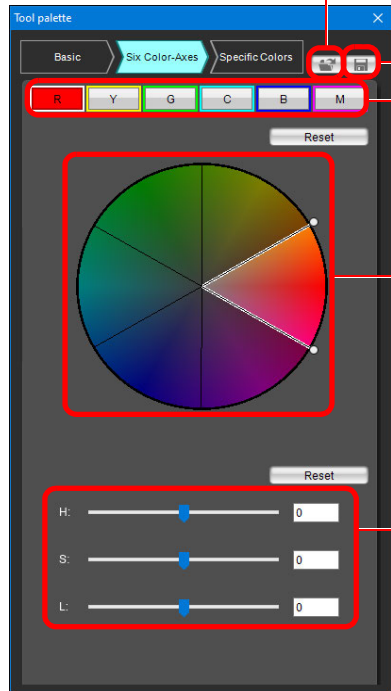 Tool palette
Basic
Six Color-Axes
Specific Colors
R Y G C B M
Reset
Reset
H: 0
S: 0
L: 0